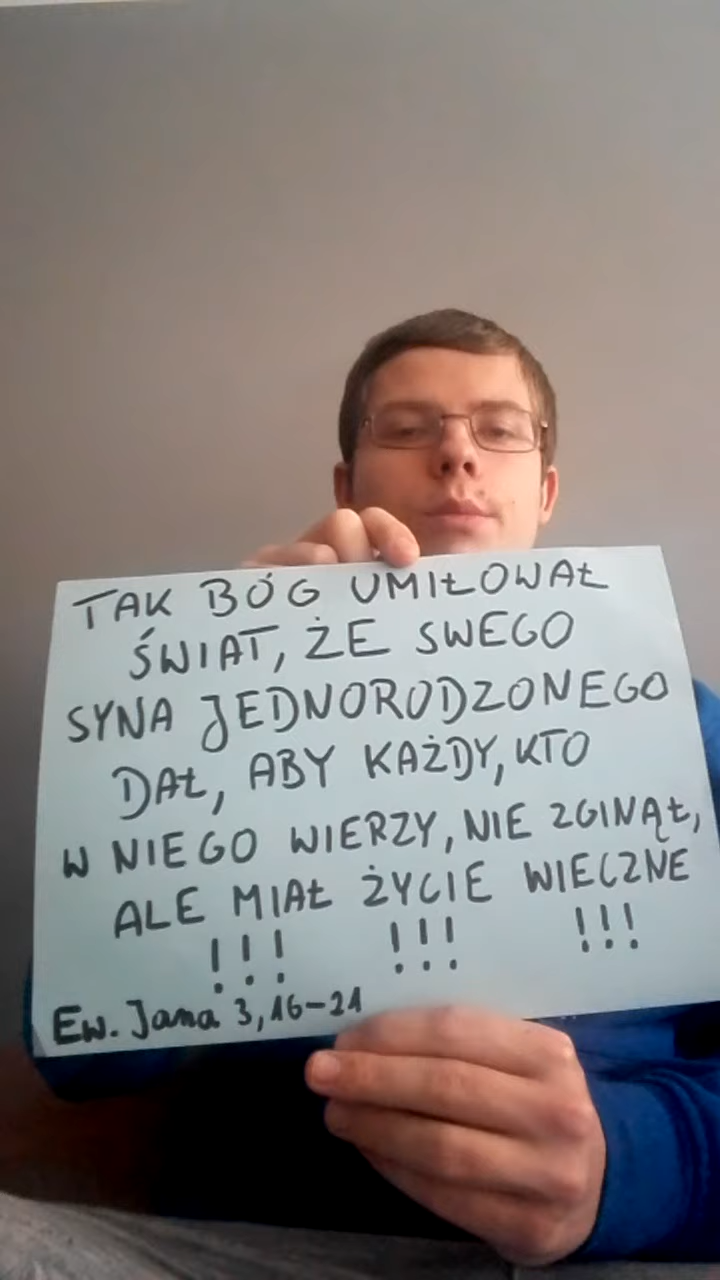 TAK BÓG UMIŁOWAŁ
ŚWIAT, ŻE SWEGO
SYNA JEDNORODZONEGO
DAŁ, ABY KAŻDY, KTO
W NIEGO WIERZY, NIE ZGINĄŁ,
ALE MIAŁ ŻYCIE WIECZNE
!!! !!! !!!
Ew. Jana 3,16-21